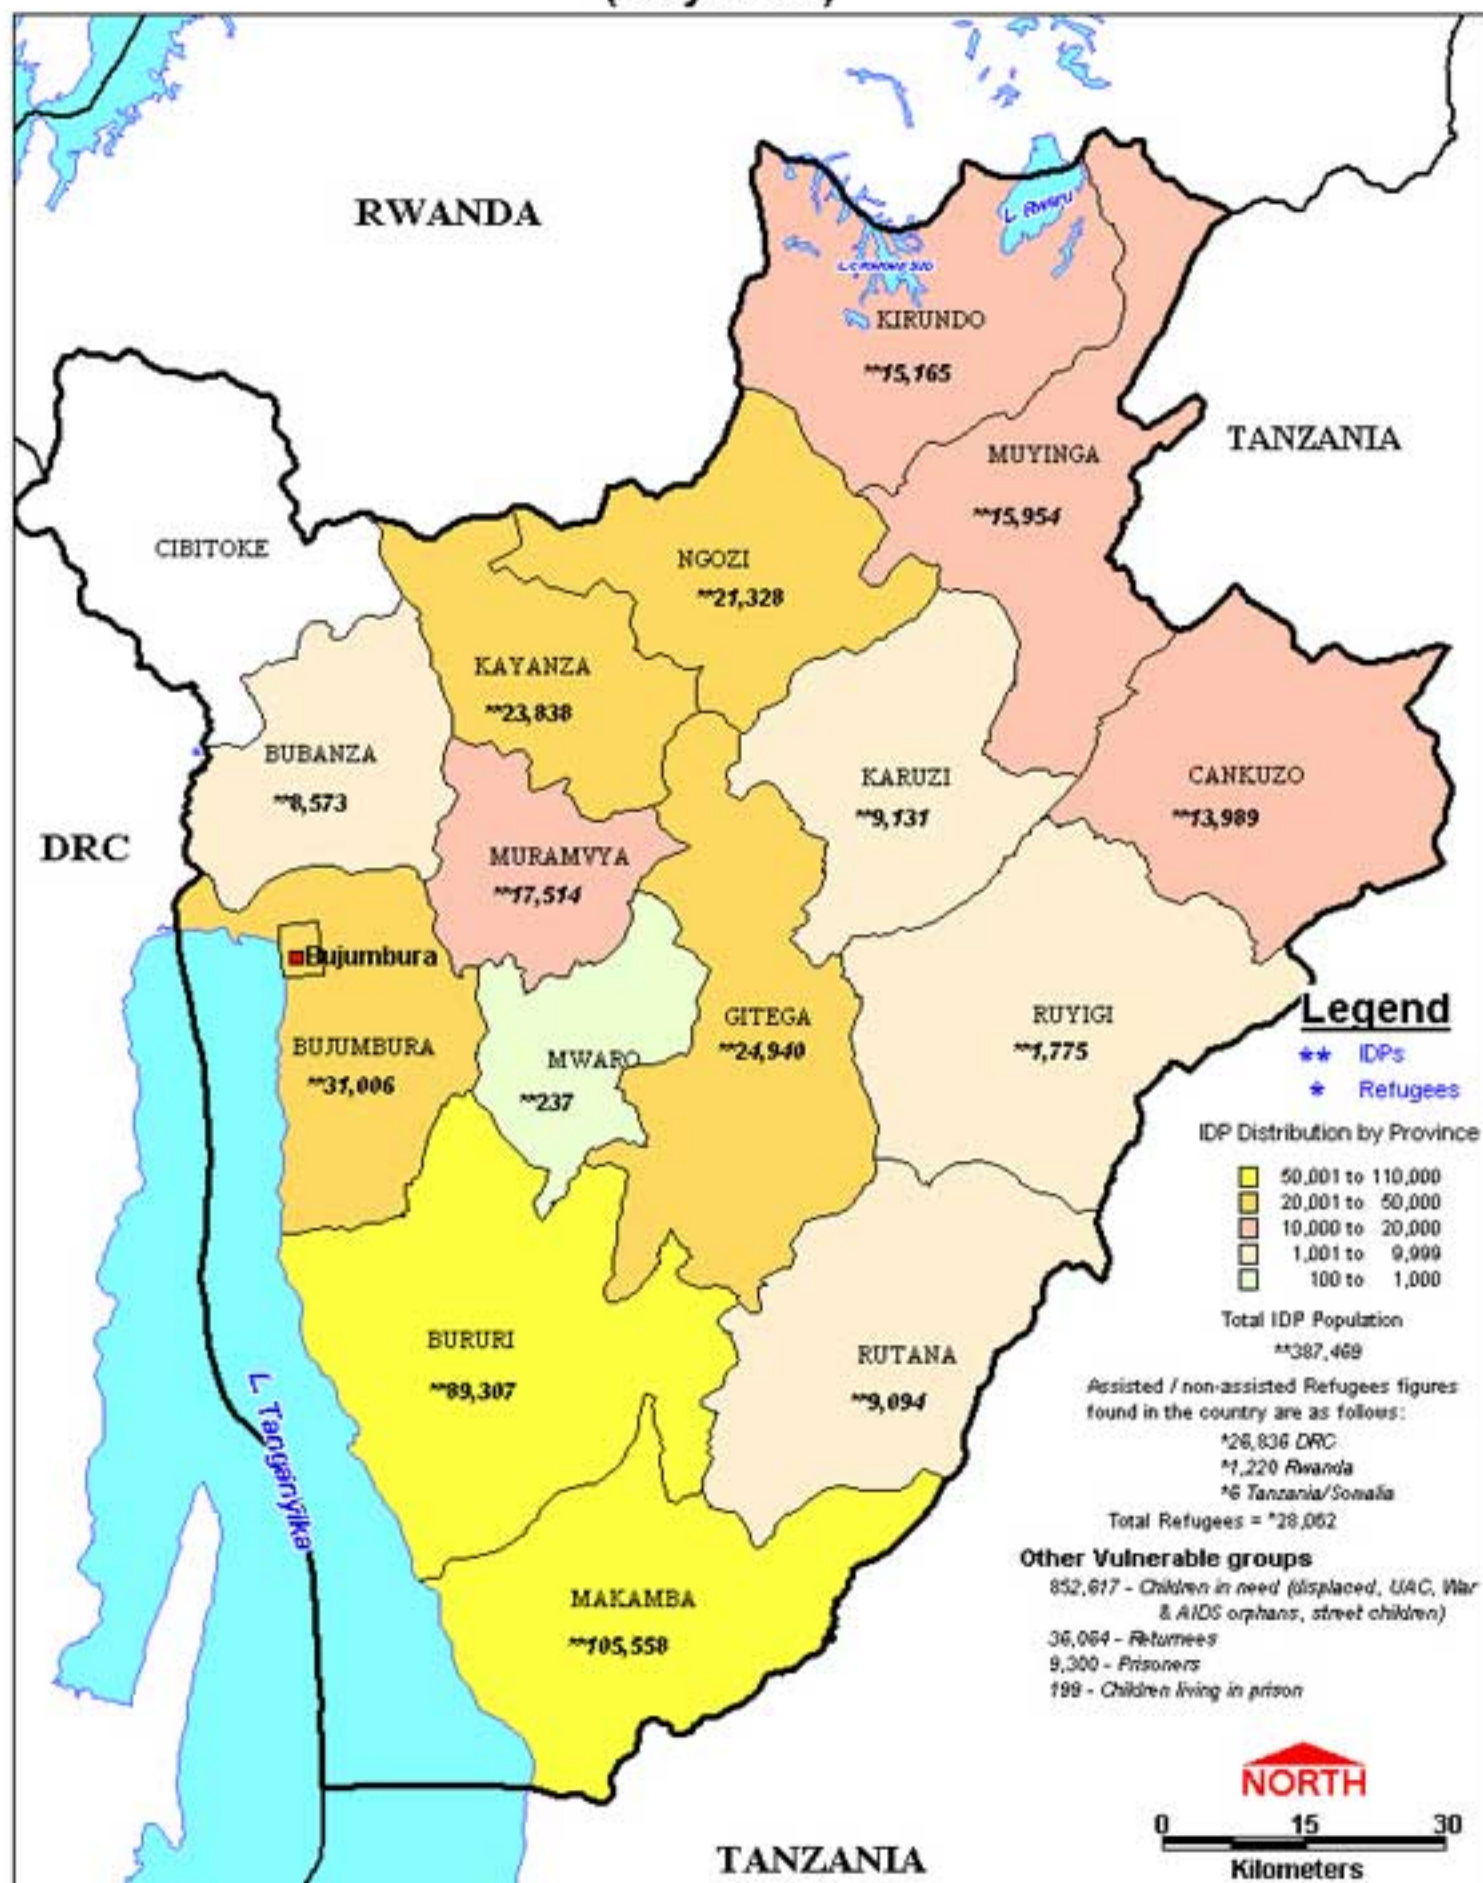 RWANDA
L. Rweru
KIRUNDO
**15,165
MUYINGA
**15,954
TANZANIA
CIBITOKE
NGOZI
**21,328
KAYANZA
**23,838
BUBANZA
**8,573
KARUZI
**9,131
CANKUZO
**13,989
DRC
MURAMVYA
**17,514
Bujumbura
BUJUMBURA
**31,006
MWARO
**237
GITEGA
**24,940
RUYIGI
**1,775
BURURI
**89,307
RUTANA
**9,094
L. Tanganyika
MAKAMBA
**105,558
TANZANIA
Legend
** IDPs
* Refugees
IDP Distribution by Province
50,001 to 110,000
20,001 to 50,000
10,000 to 20,000
1,001 to 9,999
100 to 1,000
Total IDP Population
**387,469
Assisted / non-assisted Refugees figures
found in the country are as follows:
*26,836 DRC
*1,220 Rwanda
*6 Tanzania/Somalia
Total Refugees = *28,062
Other Vulnerable groups
852,617 - Children in need (displaced, UAC, War
& AIDS orphans, street children)
36,064 - Returnees
9,300 - Prisoners
199 - Children living in prison
NORTH
0 15 30
Kilometers